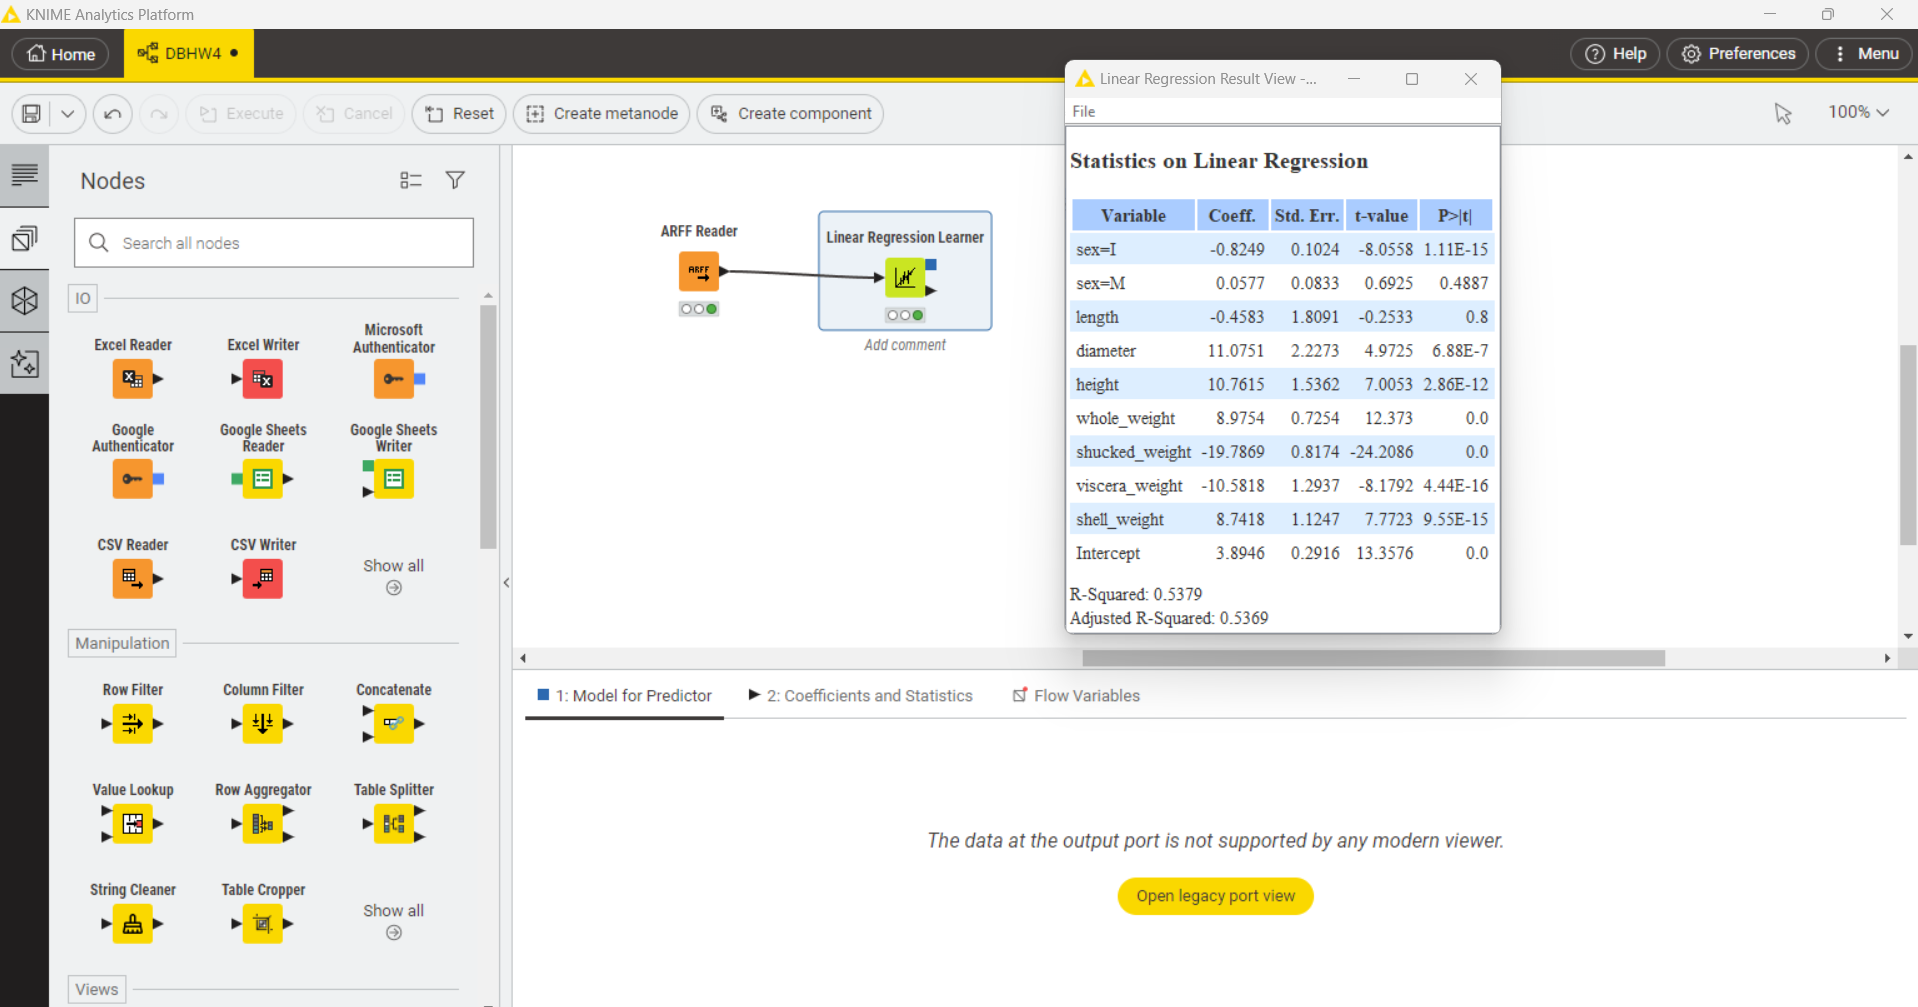 KNIME Analytics Platform
Home
DBHW4
Help
Preferences
Menu
Execute
Cancel
Reset
Create metanode
Create component
100%
Nodes
Search all nodes
IO
Excel Reader
Excel Writer
Microsoft
Authenticator
Google
Authenticator
Google Sheets
Reader
Google Sheets
Writer
CSV Reader
CSV Writer
Show all
Manipulation
Row Filter
Column Filter
Concatenate
Value Lookup
Row Aggregator
Table Splitter
String Cleaner
Table Cropper
Show all
Views
ARFF Reader
ARFF
Linear Regression Learner
Add comment
Linear Regression Result View -...
File
Statistics on Linear Regression
Variable Coeff. Std. Err. t-value P>|t|
sex=I -0.8249 0.1024 -8.0558 1.11E-15
sex=M 0.0577 0.0833 0.6925 0.4887
length -0.4583 1.8091 -0.2533 0.8
diameter 11.0751 2.2273 4.9725 6.88E-7
height 10.7615 1.5362 7.0053 2.86E-12
whole_weight 8.9754 0.7254 12.373 0.0
shucked_weight -19.7869 0.8174 -24.2086 0.0
viscera_weight -10.5818 1.2937 -8.1792 4.44E-16
shell_weight 8.7418 1.1247 7.7723 9.55E-15
Intercept 3.8946 0.2916 13.3576 0.0
R-Squared: 0.5379
Adjusted R-Squared: 0.5369
1: Model for Predictor
2: Coefficients and Statistics
Flow Variables
The data at the output port is not supported by any modern viewer.
Open legacy port view